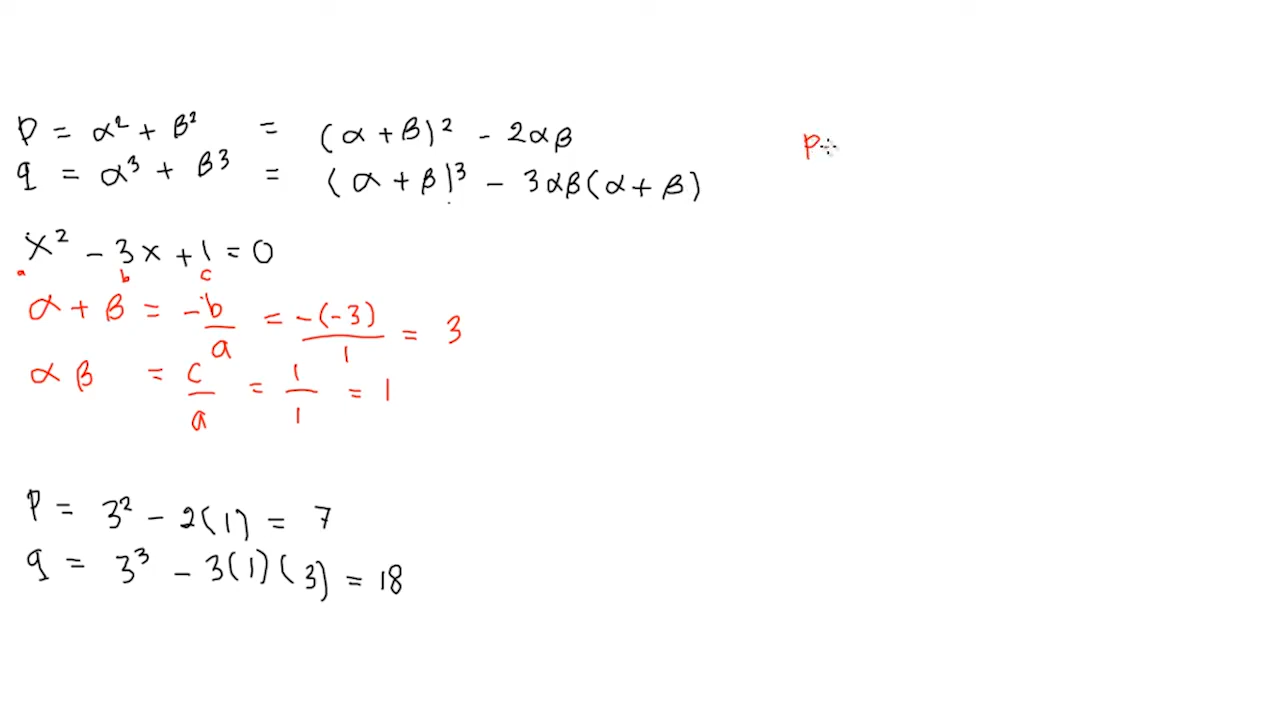 p = α² + β² = (α + β)² - 2αβ
q = α³ + β³ = (α + β)³ - 3αβ(α + β)
p-
x² - 3x + 1 = 0
a b c
α + β = -b/a = -(-3)/1 = 3
αβ = c/a = 1/1 = 1
p = 3² - 2(1) = 7
q = 3³ - 3(1)(3) = 18